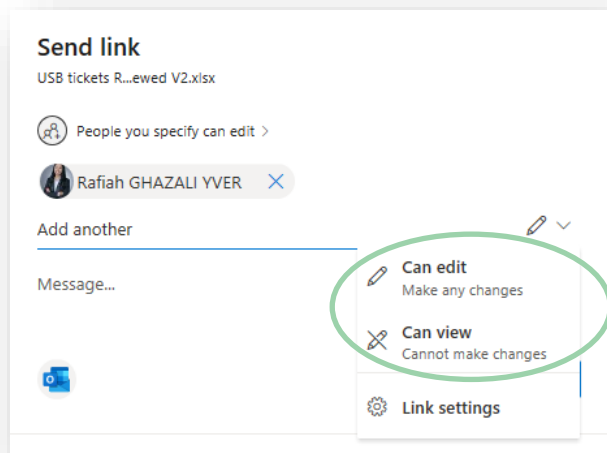 Send link
USB tickets R...ewed V2.xlsx
People you specify can edit >
Rafiah GHAZALI YVER
Add another
Can edit
Make any changes
Message...
Can view
Cannot make changes
Link settings